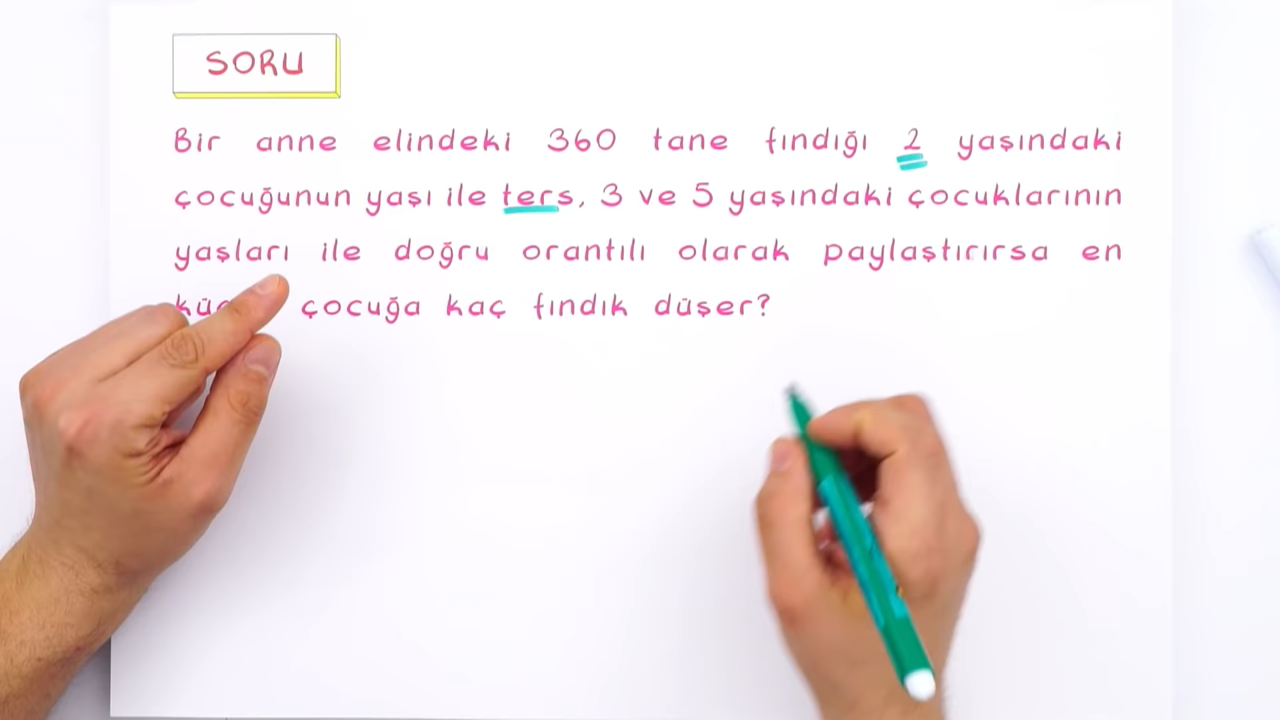 SORU
Bir anne elindeki 360 tane fındığı 2 yaşındaki
çocuğunun yaşı ile ters, 3 ve 5 yaşındaki çocuklarının
yaşları ile doğru orantılı olarak paylaştırırsa en
çocuğa kaç fındık düşer?